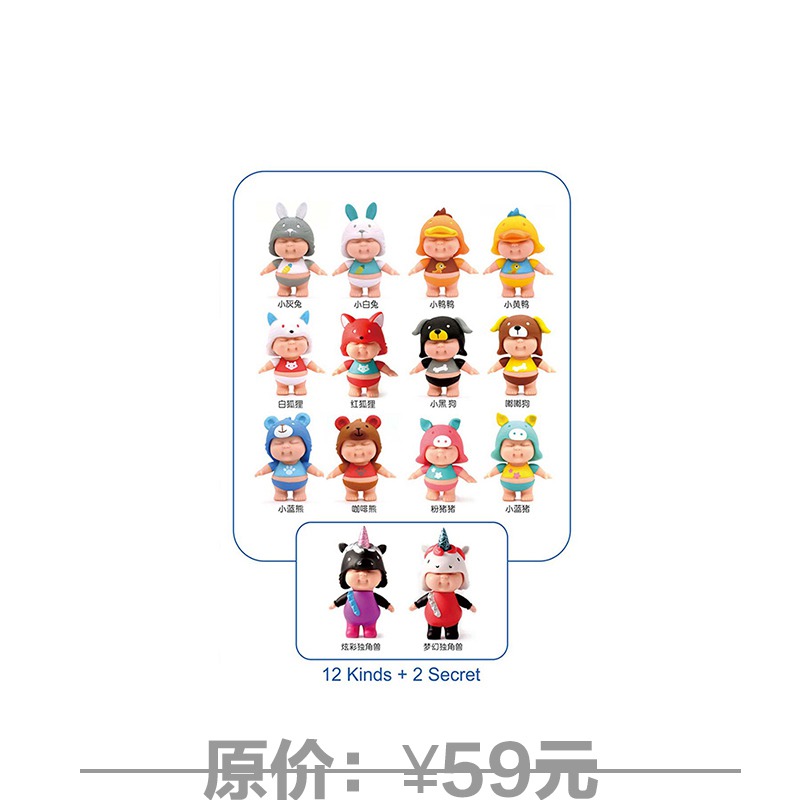 小灰兔 小白兔 小鸭鸭 小黄鸭
白狐狸 红狐狸 小黑狗 嘟嘟狗
小蓝熊 咖啡熊 粉猪猪 小蓝猪
炫彩独角兽 梦幻独角兽
12 Kinds + 2 Secret
原价：¥59元